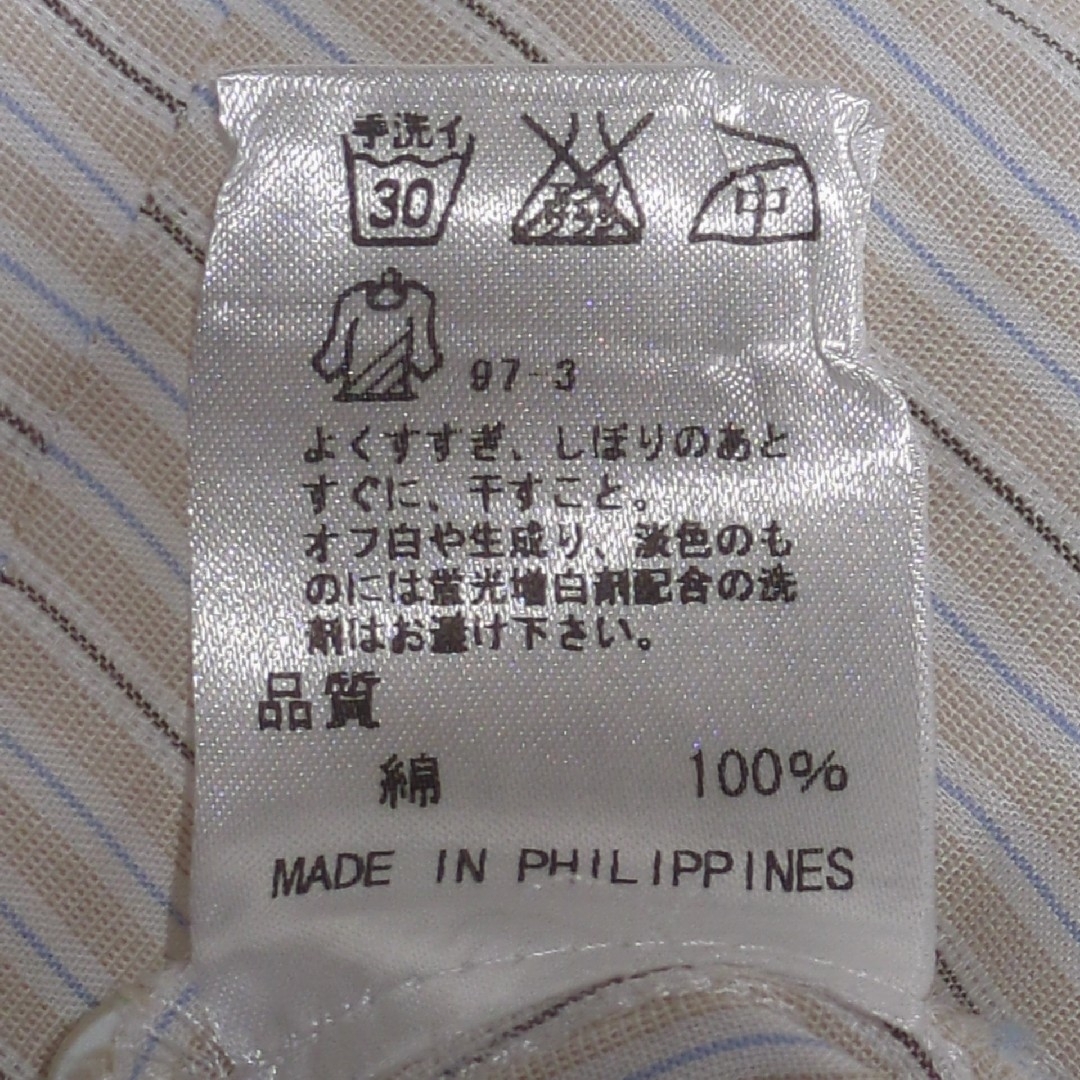 手洗イ
30
エンソ
サラシ
中
97-3
よくすすぎ、しぼりのあと
すぐに、干すこと。
オフ白や生成り、淡色のも
のには蛍光増白剤配合の洗
剤はお避け下さい。
品質
綿 100%
MADE IN PHILIPPINES